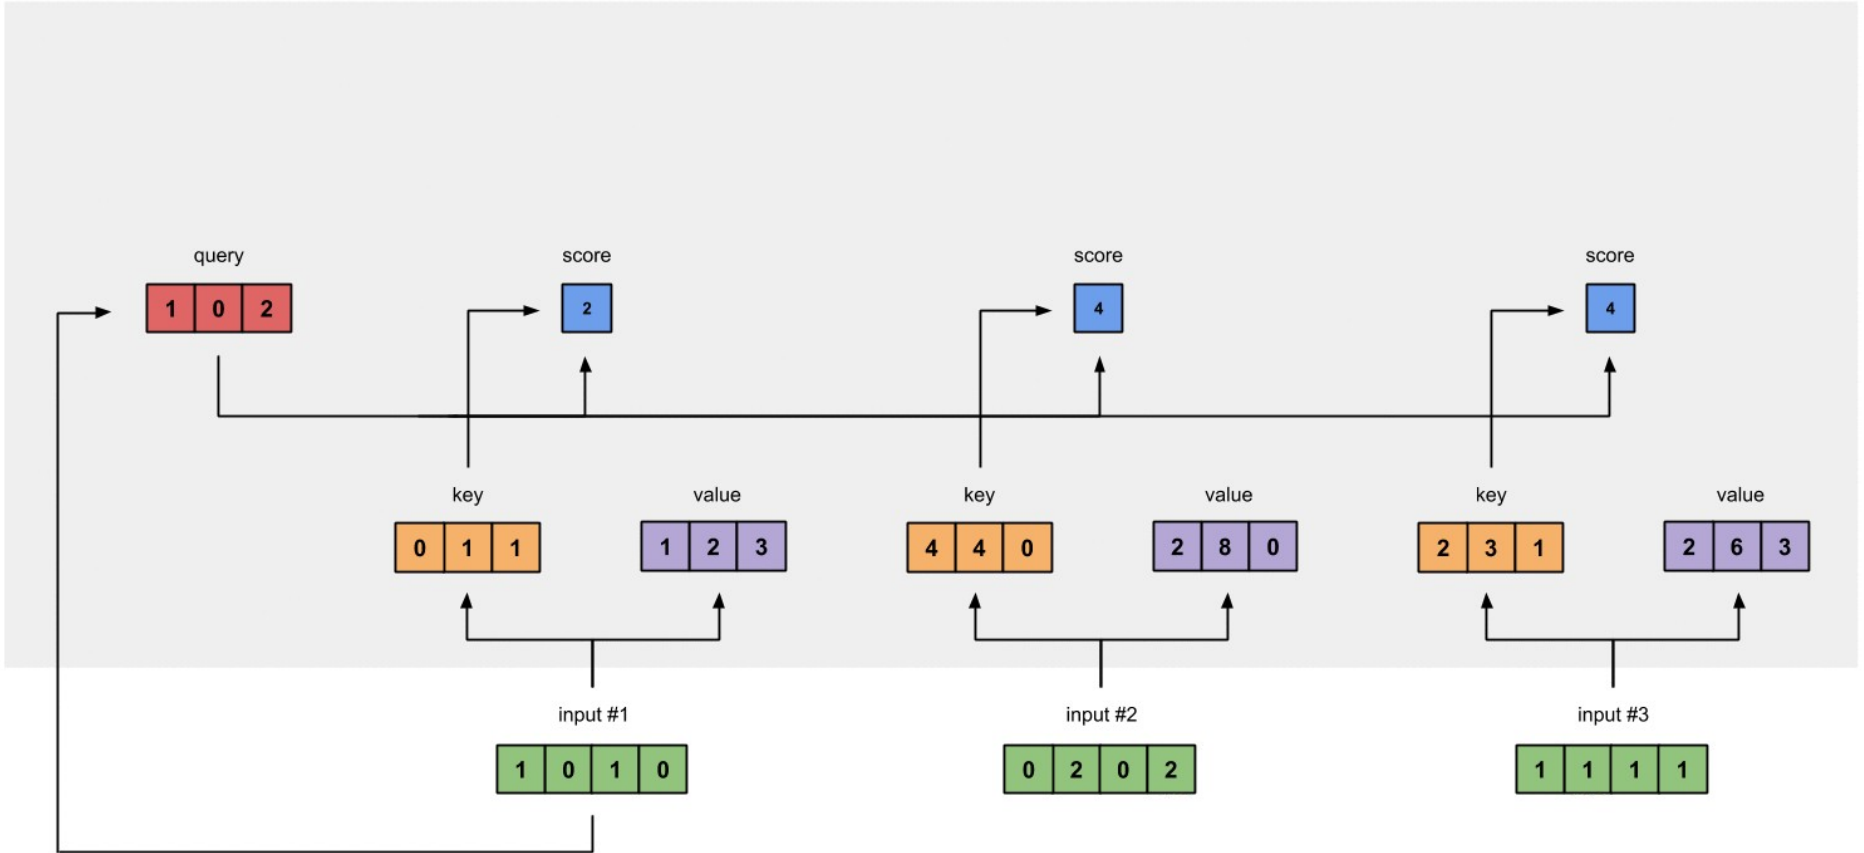 query score score score
1 0 2 2 4 4
key value key value key value
0 1 1 1 2 3 4 4 0 2 8 0 2 3 1 2 6 3
input #1 input #2 input #3
1 0 1 0 0 2 0 2 1 1 1 1